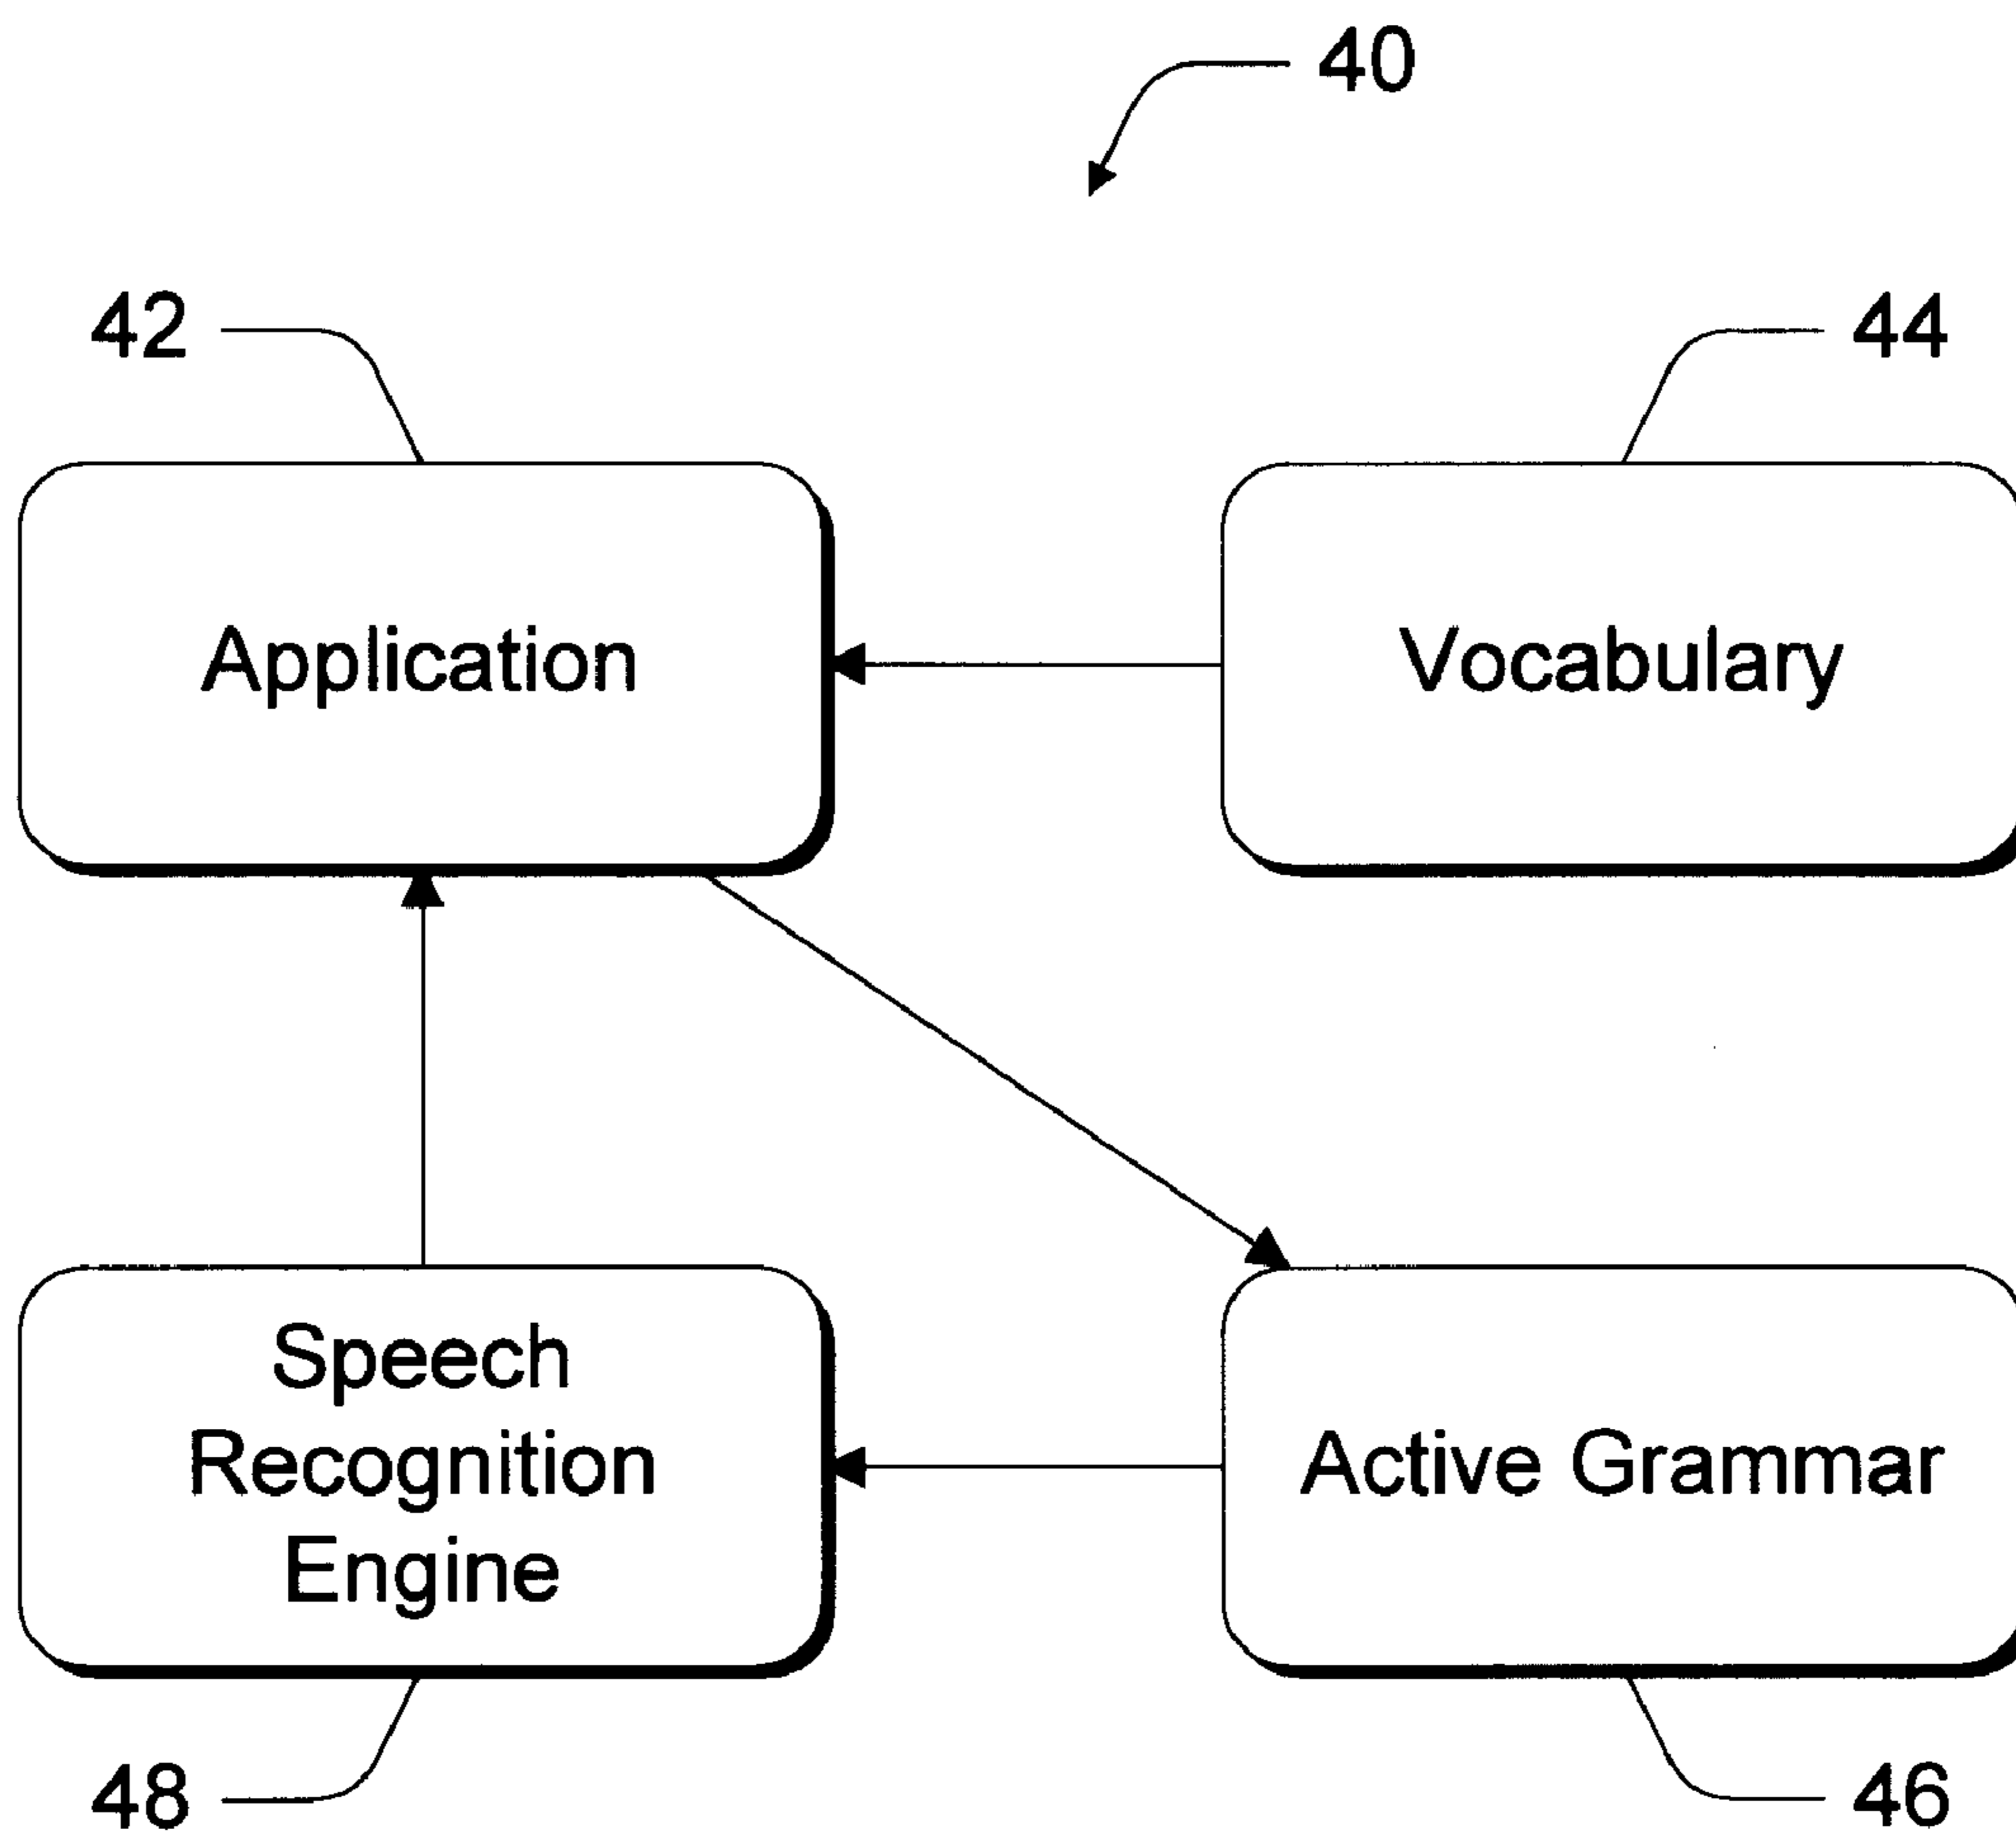 40
42
44
Application
Vocabulary
Speech
Recognition
Engine
Active Grammar
48
46